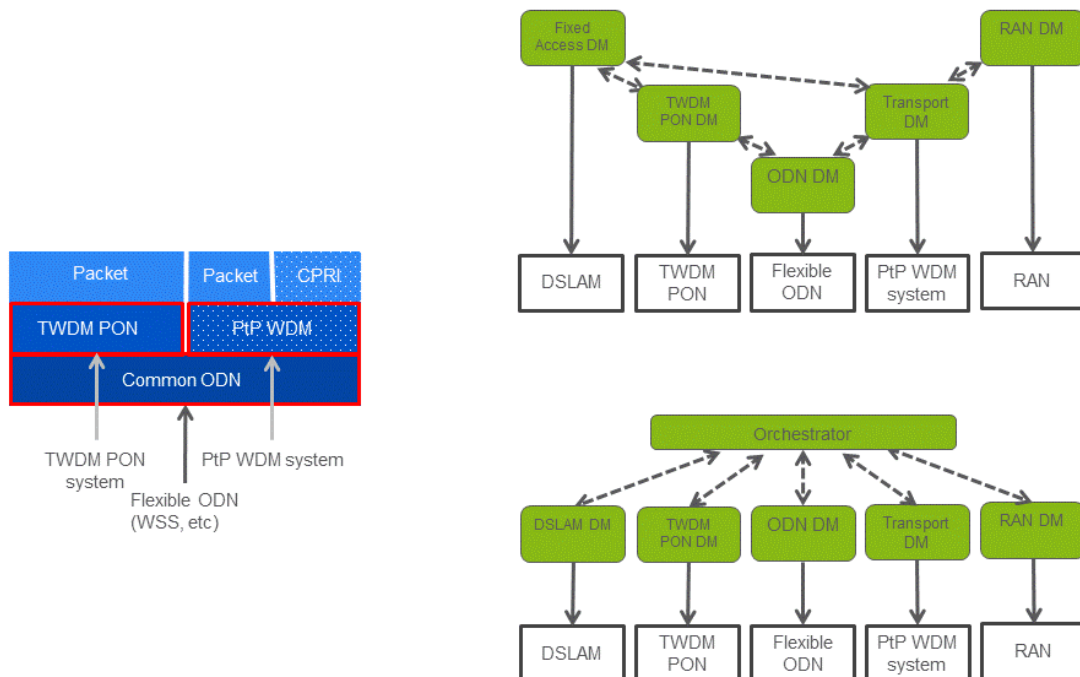 Packet
Packet
CPRI
TWDM PON
PtP WDM
Common ODN
TWDM PON
system
PtP WDM system
Flexible ODN
(WSS, etc)
Fixed
Access DM
RAN DM
TWDM
PON DM
Transport
DM
ODN DM
DSLAM
TWDM
PON
Flexible
ODN
PtP WDM
system
RAN
Orchestrator
DSLAM DM
TWDM
PON DM
ODN DM
Transport
DM
RAN DM
DSLAM
TWDM
PON
Flexible
ODN
PtP WDM
system
RAN